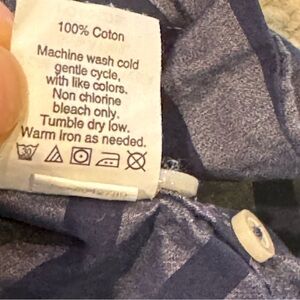 100% Coton
Machine wash cold
gentle cycle,
with like colors.
Non chlorine
bleach only.
Tumble dry low.
Warm Iron as needed.